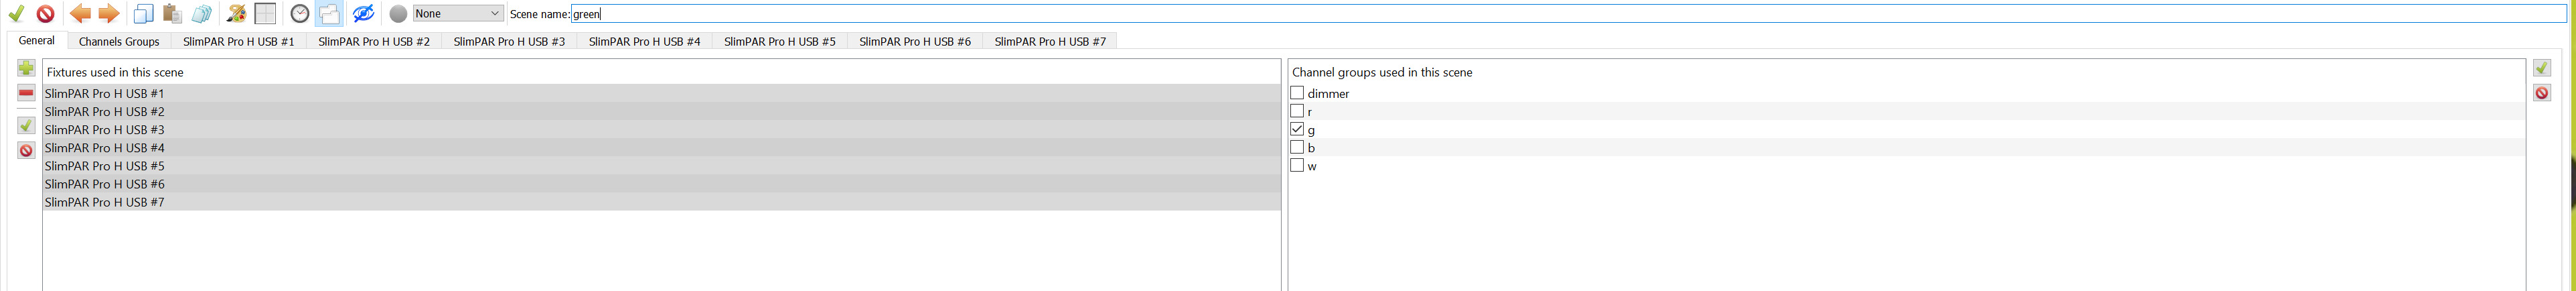 None
Scene name: green
General
Channels Groups
SlimPAR Pro H USB #1
SlimPAR Pro H USB #2
SlimPAR Pro H USB #3
SlimPAR Pro H USB #4
SlimPAR Pro H USB #5
SlimPAR Pro H USB #6
SlimPAR Pro H USB #7
Fixtures used in this scene
SlimPAR Pro H USB #1
SlimPAR Pro H USB #2
SlimPAR Pro H USB #3
SlimPAR Pro H USB #4
SlimPAR Pro H USB #5
SlimPAR Pro H USB #6
SlimPAR Pro H USB #7
Channel groups used in this scene
dimmer
r
g
b
w